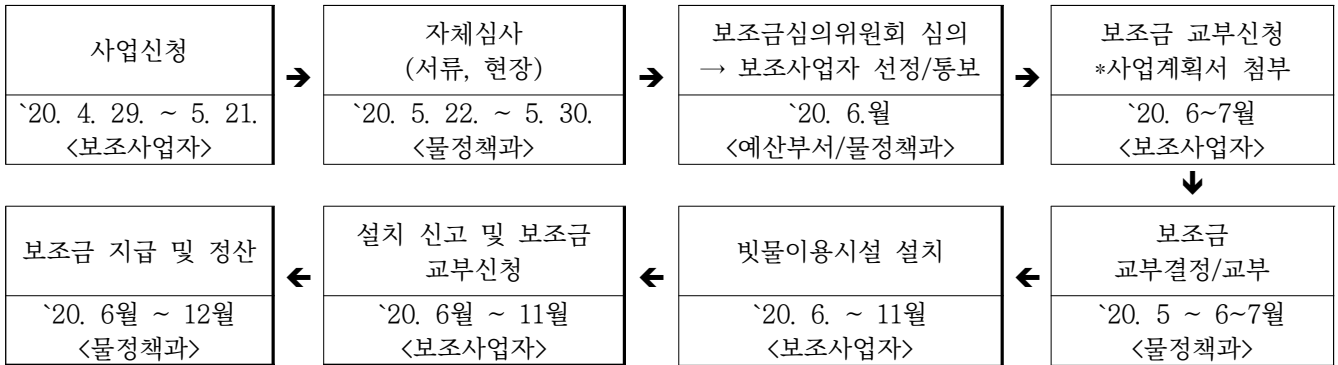 사업신청
`20. 4. 29. ~ 5. 21.
<보조사업자>
➔
자체심사
(서류, 현장)
`20. 5. 22. ~ 5. 30.
<물정책과>
➔
보조금심의위원회 심의
→ 보조사업자 선정/통보
`20. 6.월
<예산부서/물정책과>
➔
보조금 교부신청
*사업계획서 첨부
`20. 6~7월
<보조사업자>
🡻
보조금
교부결정/교부
`20. 5 ~ 6~7월
<물정책과>
🡸
빗물이용시설 설치
`20. 6. ~ 11월
<보조사업자>
🡸
설치 신고 및 보조금
교부신청
`20. 6월 ~ 11월
<보조사업자>
🡸
보조금 지급 및 정산
`20. 6월 ~ 12월
<물정책과>